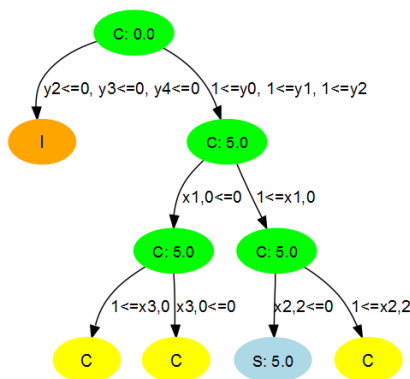 C: 0.0
y2<=0, y3<=0, y4<=0
1<=y0, 1<=y1, 1<=y2
I
C: 5.0
x1,0<=0
1<=x1,0
C: 5.0
C: 5.0
1<=x3,0
x3,0<=0
x2,2<=0
1<=x2,2
C
C
S: 5.0
C